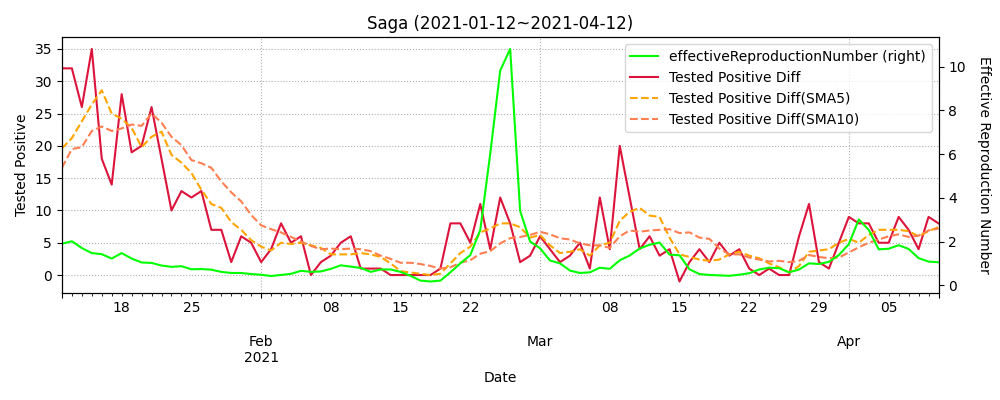 Saga (2021-01-12~2021-04-12)
effectiveReproductionNumber (right)
Tested Positive Diff
Tested Positive Diff(SMA5)
Tested Positive Diff(SMA10)
Tested Positive
35
30
25
20
15
10
5
0
Effective Reproduction Number
10
8
6
4
2
0
18 25 08 15 22 08 15 22 29 05
Feb Mar Apr
2021
Date